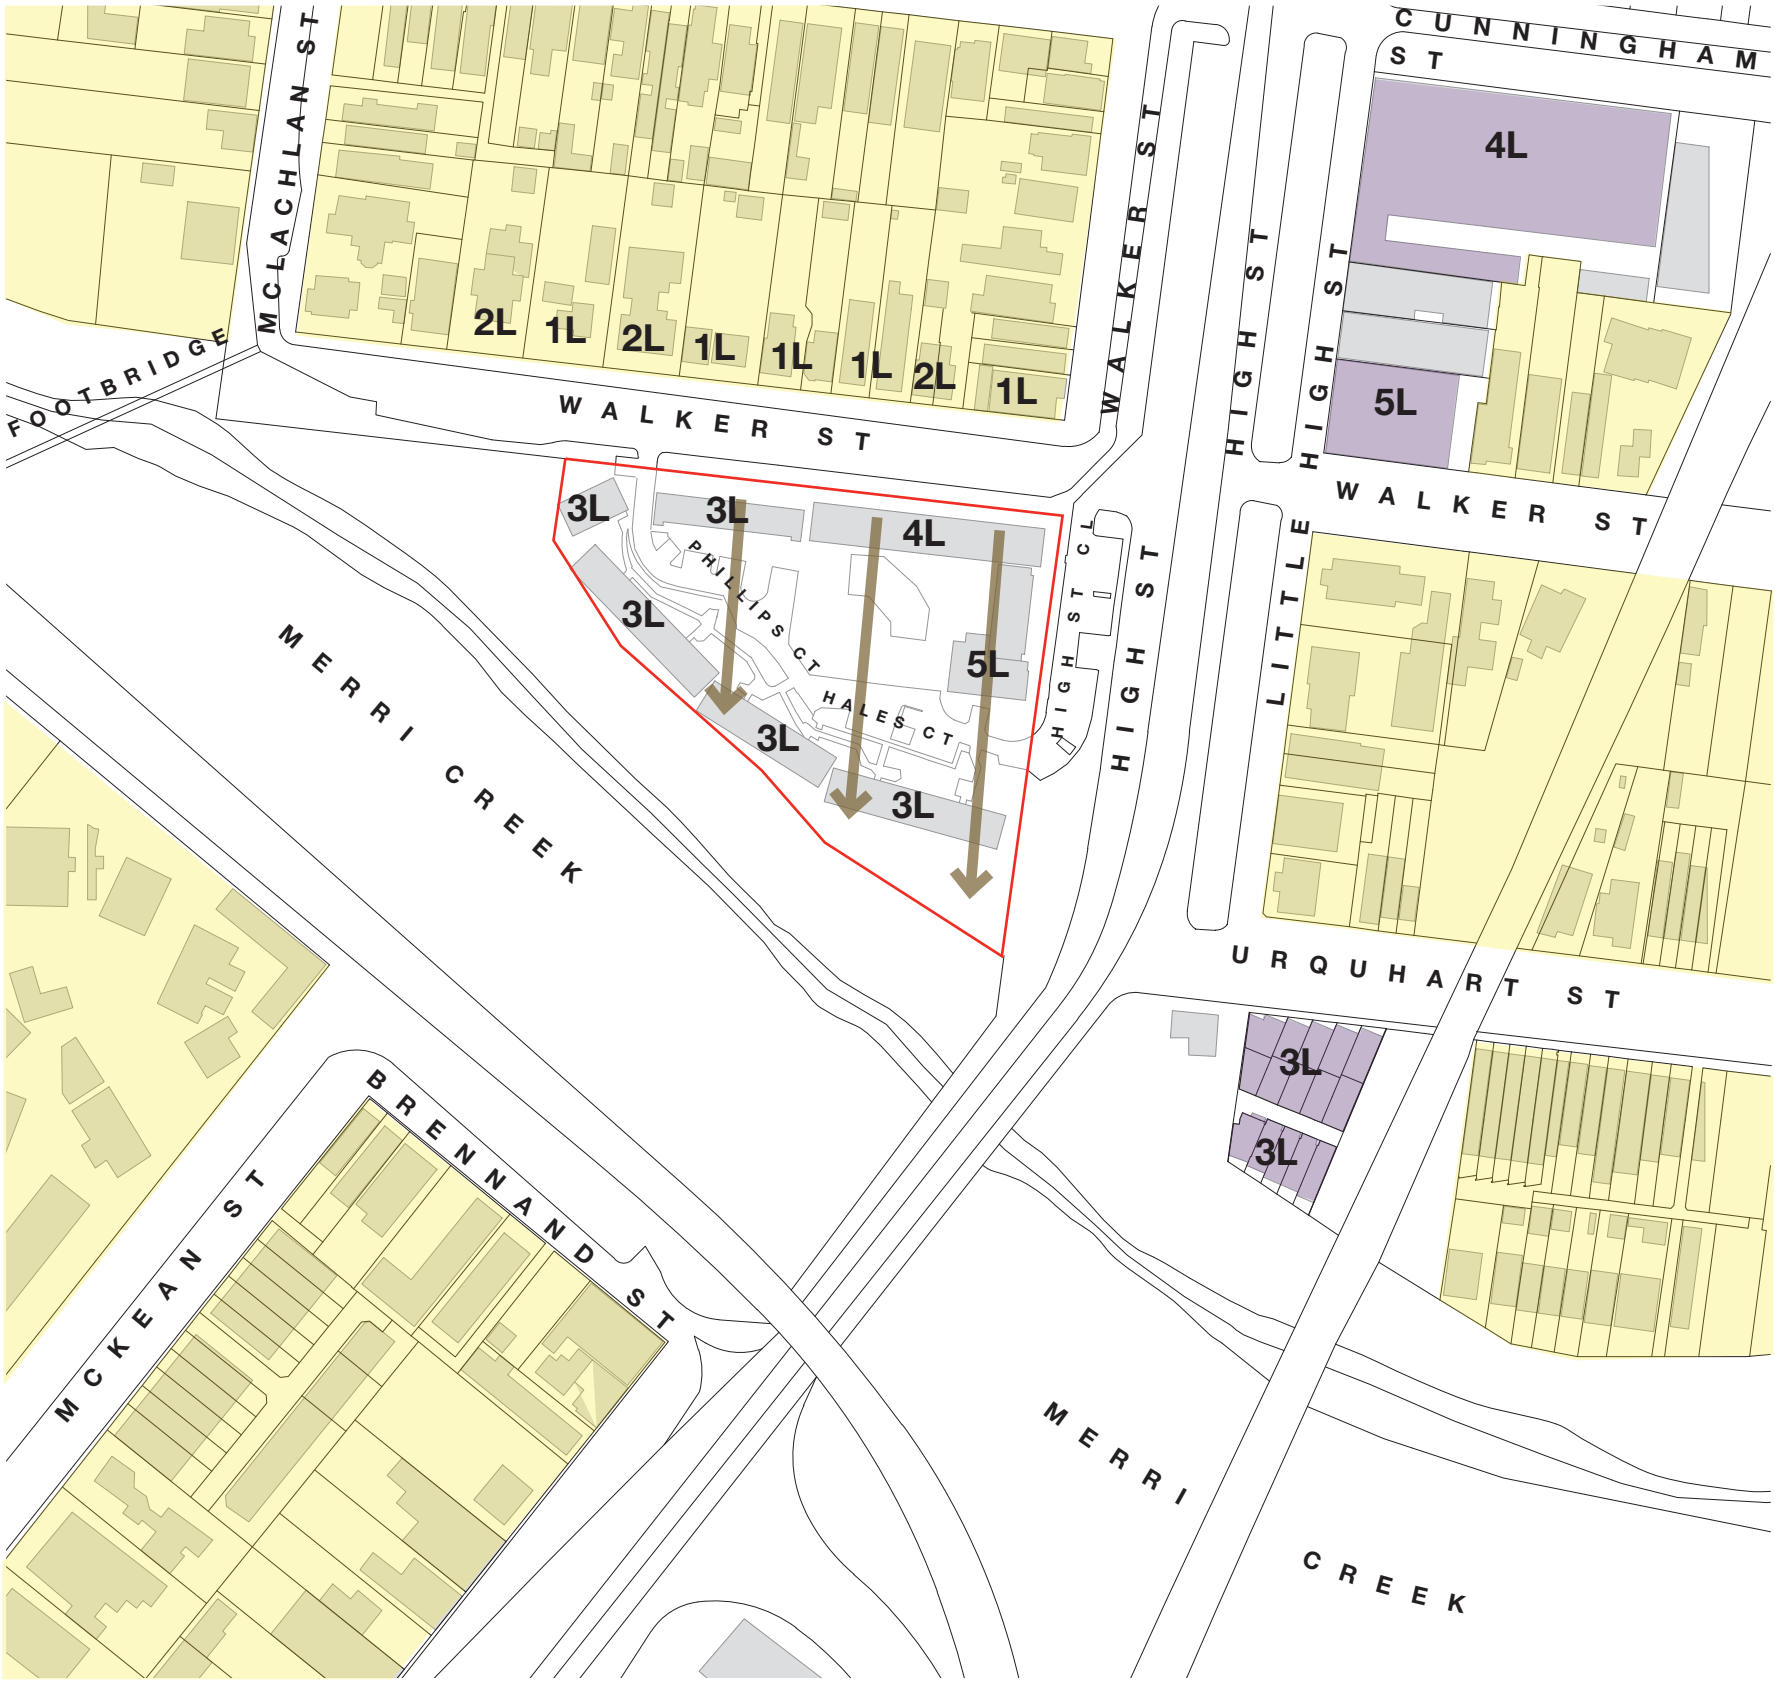 CUNNINGHAM
ST
MCLACHLAN ST
WALKER ST
HIGH ST
HIGH ST
4L
5L
FOOTBRIDGE
2L
1L
2L
1L
1L
1L
2L
1L
WALKER ST
WALKER ST
3L
3L
4L
3L
5L
3L
3L
PHILLIPS CT
HALES CT
HIGH ST CL
HIGH ST
LITTLE
MERRI CREEK
URQUHART ST
3L
3L
BRENNAND ST
MCKEAN ST
MERRI
CREEK